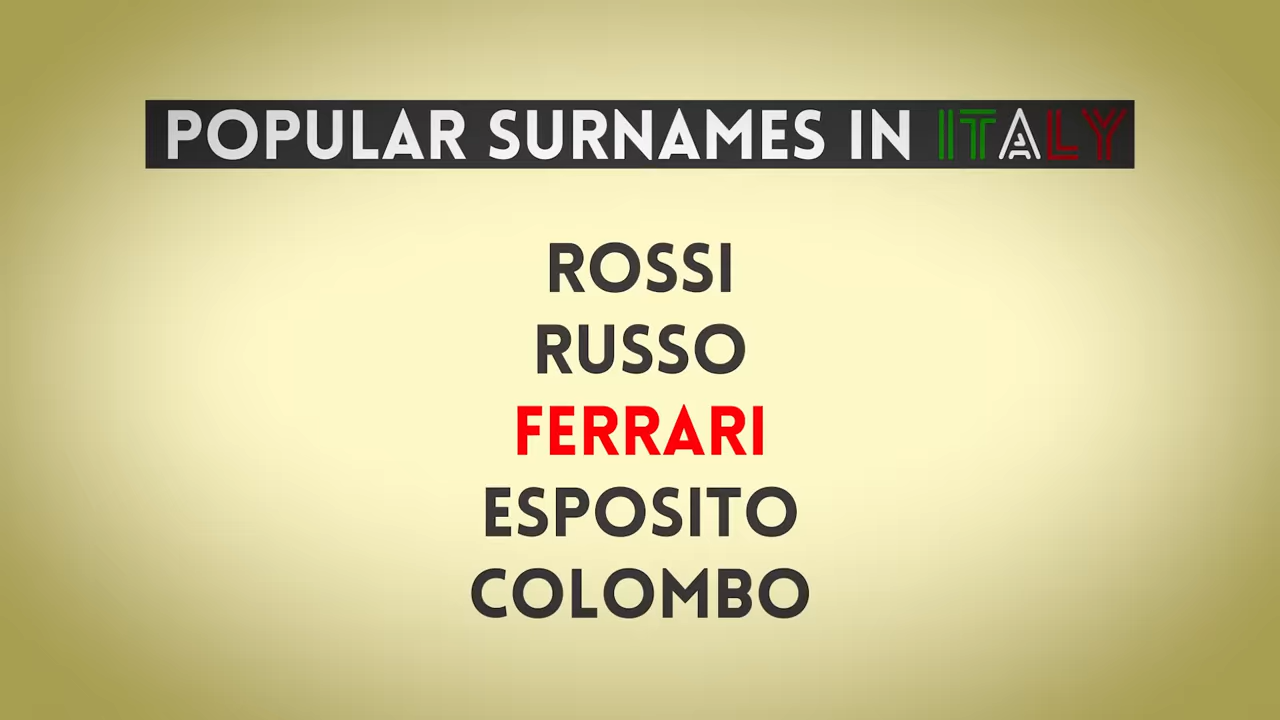 POPULAR SURNAMES IN ITALY
ROSSI
RUSSO
FERRARI
ESPOSITO
COLOMBO